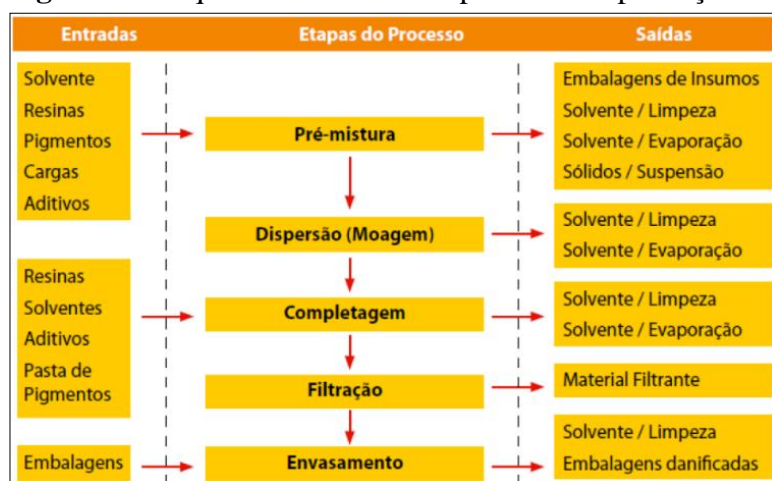 Entradas
Etapas do Processo
Saídas
Solvente
Resinas
Pigmentos
Cargas
Aditivos
Pré-mistura
Embalagens de Insumos
Solvente / Limpeza
Solvente / Evaporação
Sólidos / Suspensão
Dispersão (Moagem)
Solvente / Limpeza
Solvente / Evaporação
Resinas
Solventes
Aditivos
Pasta de
Pigmentos
Completagem
Solvente / Limpeza
Solvente / Evaporação
Filtração
Material Filtrante
Embalagens
Envasamento
Solvente / Limpeza
Embalagens danificadas